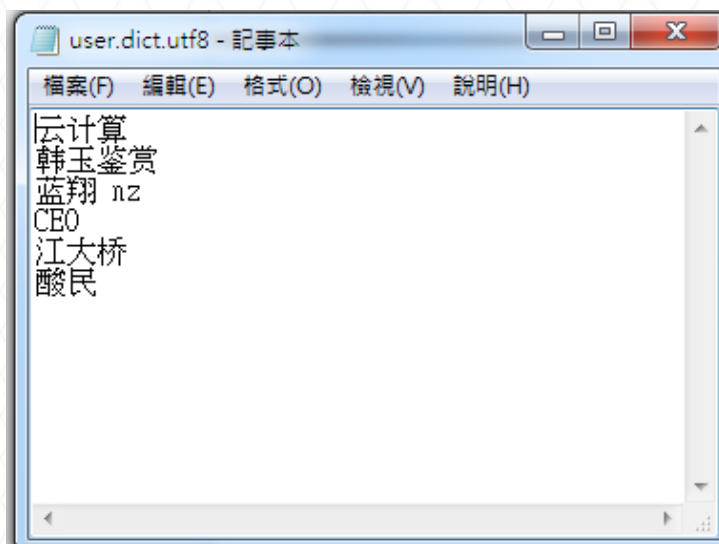 user.dict.utf8 - 記事本
檔案(F) 編輯(E) 格式(O) 檢視(V) 說明(H)
云计算
韩玉鉴赏
蓝翔 nz
CEO
江大桥
酸民